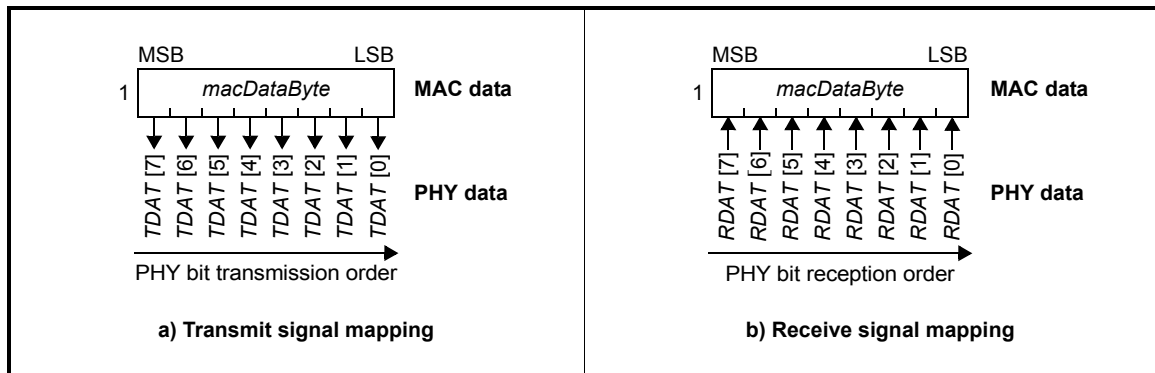 MSB LSB
1 macDataByte MAC data
TDAT [7] TDAT [6] TDAT [5] TDAT [4] TDAT [3] TDAT [2] TDAT [1] TDAT [0]
PHY data
PHY bit transmission order
a) Transmit signal mapping
MSB LSB
1 macDataByte MAC data
RDAT [7] RDAT [6] RDAT [5] RDAT [4] RDAT [3] RDAT [2] RDAT [1] RDAT [0]
PHY data
PHY bit reception order
b) Receive signal mapping